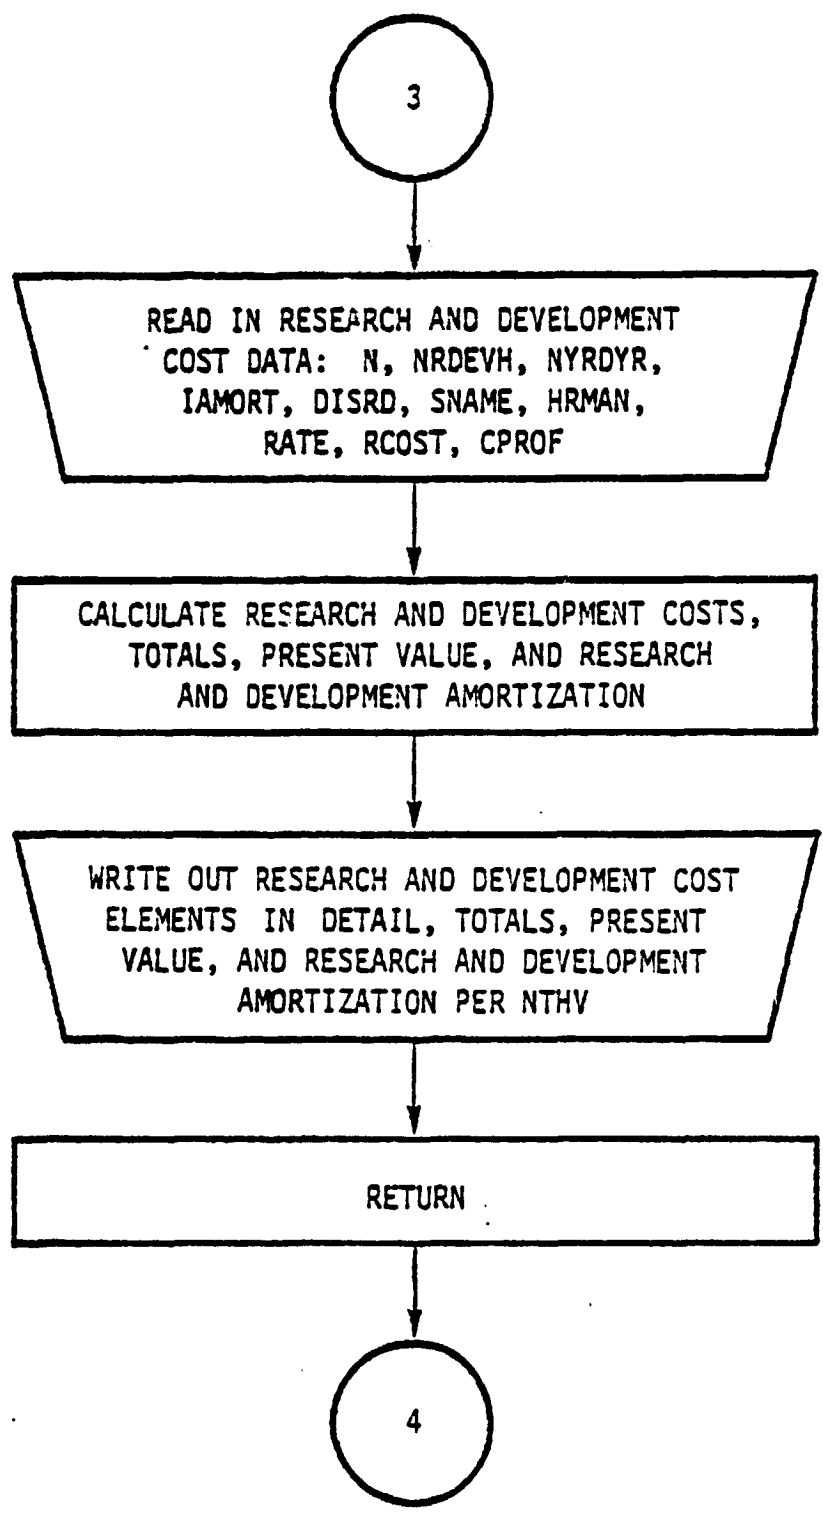 3
READ IN RESEARCH AND DEVELOPMENT
COST DATA: N, NRDEVH, NYRDYR,
IAMORT, DISRD, SNAME, HRMAN,
RATE, RCOST, CPROF
CALCULATE RESEARCH AND DEVELOPMENT COSTS,
TOTALS, PRESENT VALUE, AND RESEARCH
AND DEVELOPMENT AMORTIZATION
WRITE OUT RESEARCH AND DEVELOPMENT COST
ELEMENTS IN DETAIL, TOTALS, PRESENT
VALUE, AND RESEARCH AND DEVELOPMENT
AMORTIZATION PER NTHV
RETURN
4